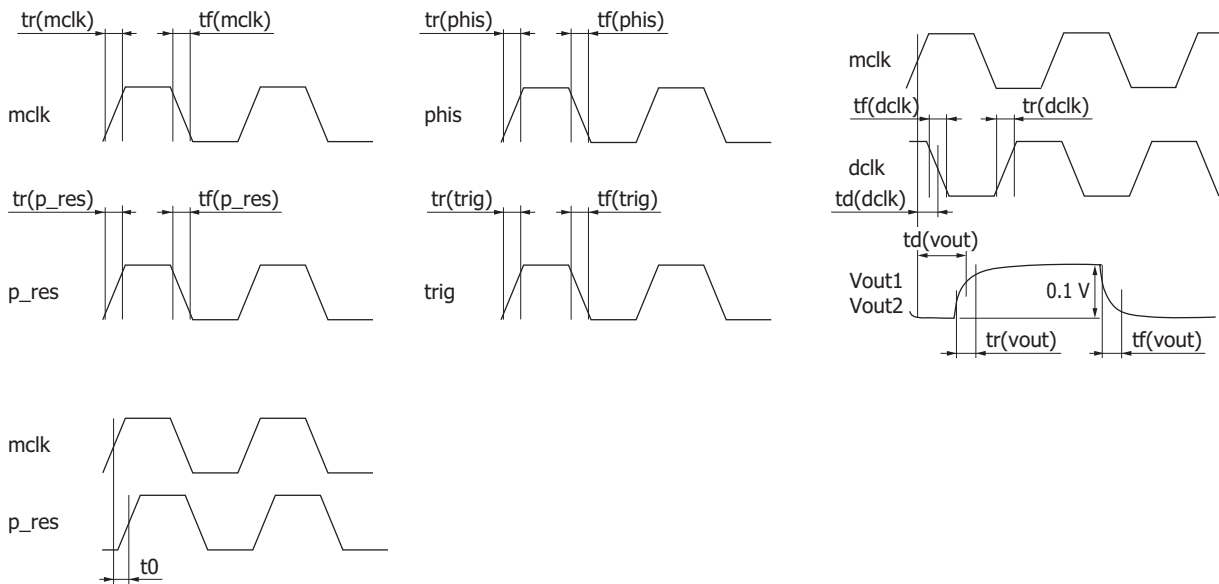 tr(mclk)
tf(mclk)
mclk
tr(p_res)
tf(p_res)
p_res
mclk
p_res
t0
tr(phis)
tf(phis)
phis
tr(trig)
tf(trig)
trig
mclk
tf(dclk)
tr(dclk)
dclk
td(dclk)
td(vout)
Vout1
Vout2
0.1 V
tr(vout)
tf(vout)